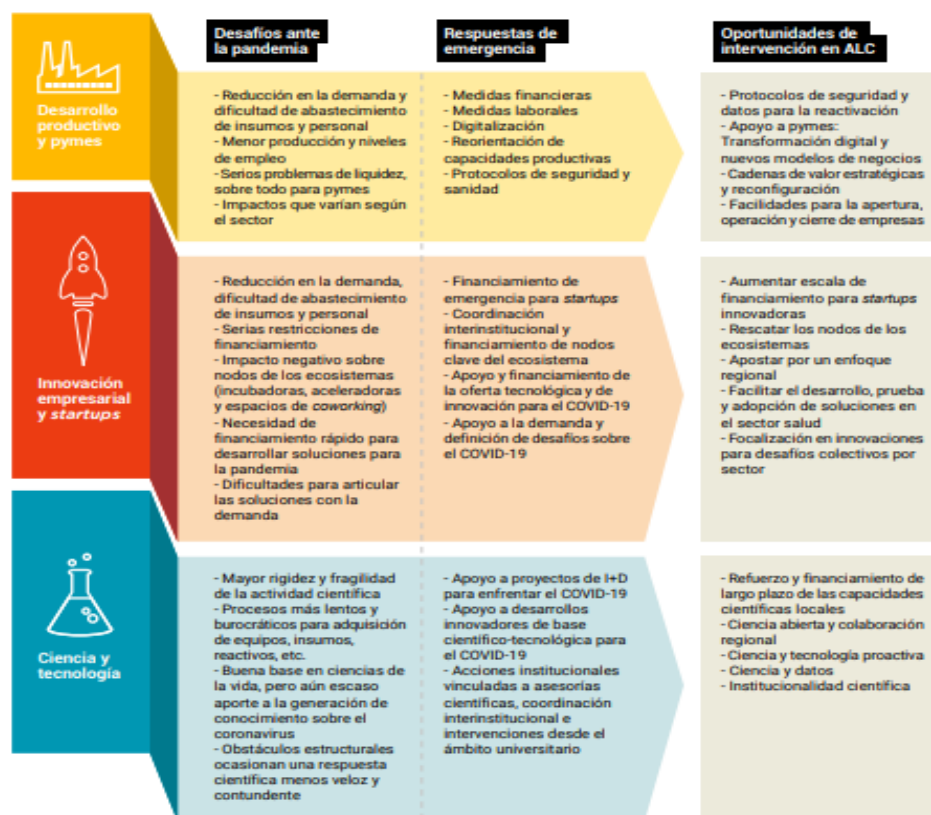 Desafíos ante
la pandemia
Respuestas de
emergencia
Oportunidades de
intervención en ALC
Desarrollo
productivo
y pymes
- Reducción en la demanda y
dificultad de abastecimiento
de insumos y personal
- Menor producción y niveles
de empleo
- Serios problemas de liquidez,
sobre todo para pymes
- Impactos que varían según
el sector
- Medidas financieras
- Medidas laborales
- Digitalización
- Reorientación de
capacidades productivas
- Protocolos de seguridad y
sanidad
- Protocolos de seguridad y
datos para la reactivación
- Apoyo a pymes:
Transformación digital y
nuevos modelos de negocios
- Cadenas de valor estratégicas
y reconfiguración
- Facilidades para la apertura,
operación y cierre de empresas
Innovación
empresarial
y startups
- Reducción en la demanda,
dificultad de abastecimiento
de insumos y personal
- Serias restricciones de
financiamiento
- Impacto negativo sobre
nodos de los ecosistemas
(incubadoras, aceleradoras
y espacios de coworking)
- Necesidad de
financiamiento rápido para
desarrollar soluciones para
la pandemia
- Dificultades para articular
las soluciones con la
demanda
- Financiamiento de
emergencia para startups
- Coordinación
interinstitucional y
financiamiento de nodos
clave del ecosistema
- Apoyo y financiamiento de
la oferta tecnológica y de
innovación para el COVID-19
- Apoyo a la demanda y
definición de desafíos sobre
el COVID-19
- Aumentar escala de
financiamiento para startups
innovadoras
- Rescatar los nodos de los
ecosistemas
- Apostar por un enfoque
regional
- Facilitar el desarrollo, prueba
y adopción de soluciones en
el sector salud
- Focalización en innovaciones
para desafíos colectivos por
sector
Ciencia y
tecnología
- Mayor rigidez y fragilidad
de la actividad científica
- Procesos más lentos y
burocráticos para adquisición
de equipos, insumos,
reactivos, etc.
- Buena base en ciencias de
la vida, pero aún escaso
aporte a la generación de
conocimiento sobre el
coronavirus
- Obstáculos estructurales
ocasionan una respuesta
científica menos veloz y
contundente
- Apoyo a proyectos de I+D
para enfrentar el COVID-19
- Apoyo a desarrollos
innovadores de base
científico-tecnológica para
el COVID-19
- Acciones institucionales
vinculadas a asesorías
científicas, coordinación
interinstitucional e
intervenciones desde el
ámbito universitario
- Refuerzo y financiamiento de
largo plazo de las capacidades
científicas locales
- Ciencia abierta y colaboración
regional
- Ciencia y tecnología proactiva
- Ciencia y datos
- Institucionalidad científica